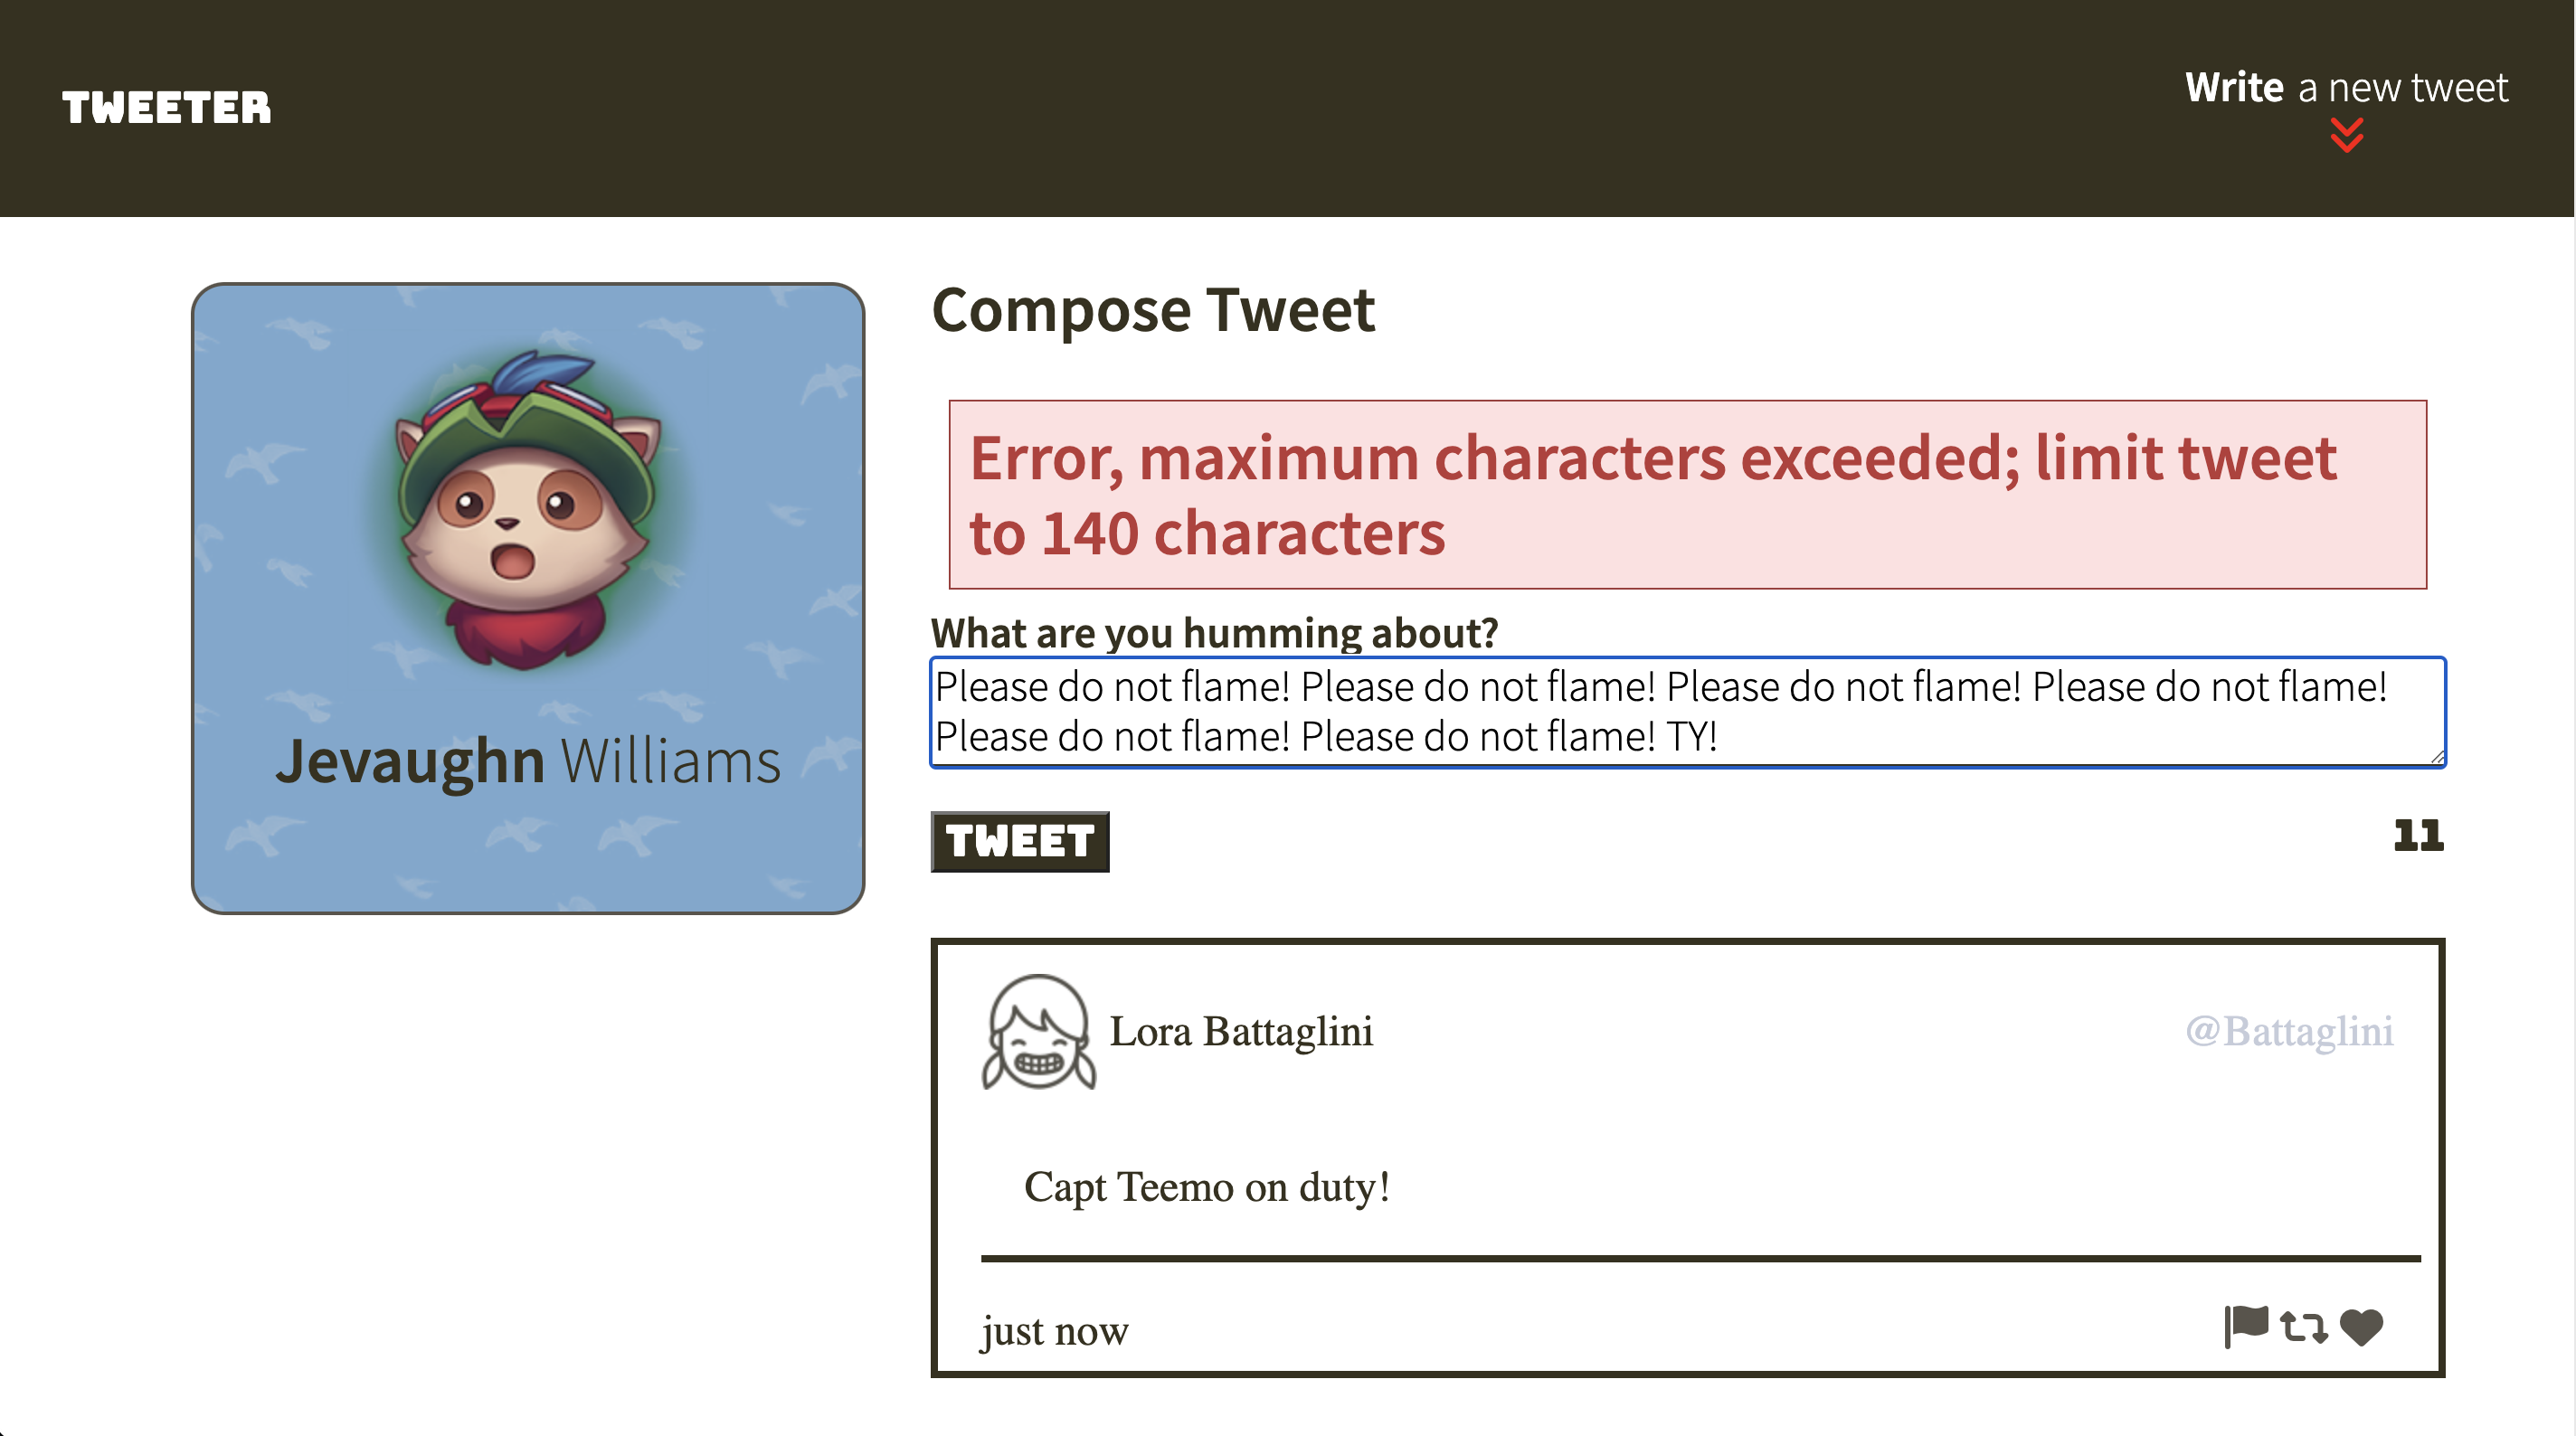 TWEETER
Write a new tweet
Jevaughn Williams
Compose Tweet
Error, maximum characters exceeded; limit tweet
to 140 characters
What are you humming about?
Please do not flame! Please do not flame! Please do not flame! Please do not flame!
Please do not flame! Please do not flame! TY!
TWEET
11
Lora Battaglini
@Battaglini
Capt Teemo on duty!
just now